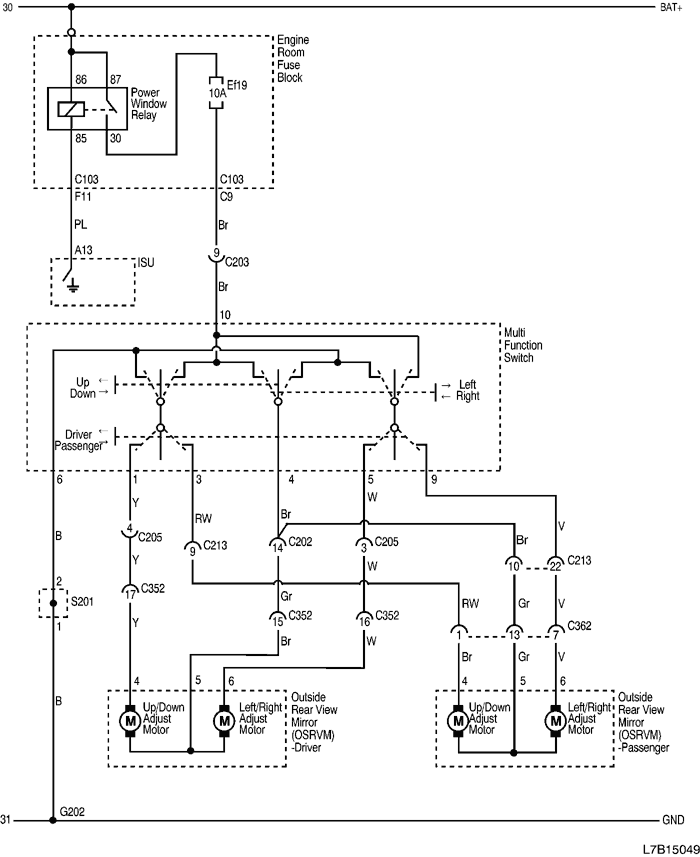 30 BAT+
Engine
Room
Fuse
Block
86 87
Ef19
10A
Power
Window
Relay
85 30
C103 C103
F11 C9
PL Br
A13 9
ISU C203
Br
10
Multi
Function
Switch
Up
Down
Left
Right
Driver
Passenger
6 1 3 4 5 9
Y W
RW Br V
B 4 C205 C213 14 C202 3 C205 Br C213
9 10 22
Y W
2 17 C352
S201 Gr RW Gr V
1 C352 C352 C362
15 16 1 13 7
Y Br W Br Gr V
B 4 5 6 4 5 6
Up/Down
Adjust
Motor
Left/Right
Adjust
Motor
M M
Outside
Rear View
Mirror
(OSRVM)
-Driver
Up/Down
Adjust
Motor
Left/Right
Adjust
Motor
M M
Outside
Rear View
Mirror
(OSRVM)
-Passenger
G202
31 GND
L7B15049